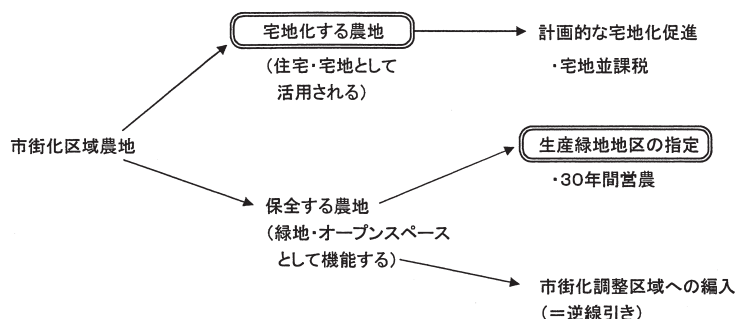 宅地化する農地
計画的な宅地化促進
(住宅・宅地として
活用される)
・宅地並課税
市街化区域農地
生産緑地地区の指定
・30年間営農
保全する農地
(緑地・オープンスペース
として機能する)
市街化調整区域への編入
(=逆線引き)